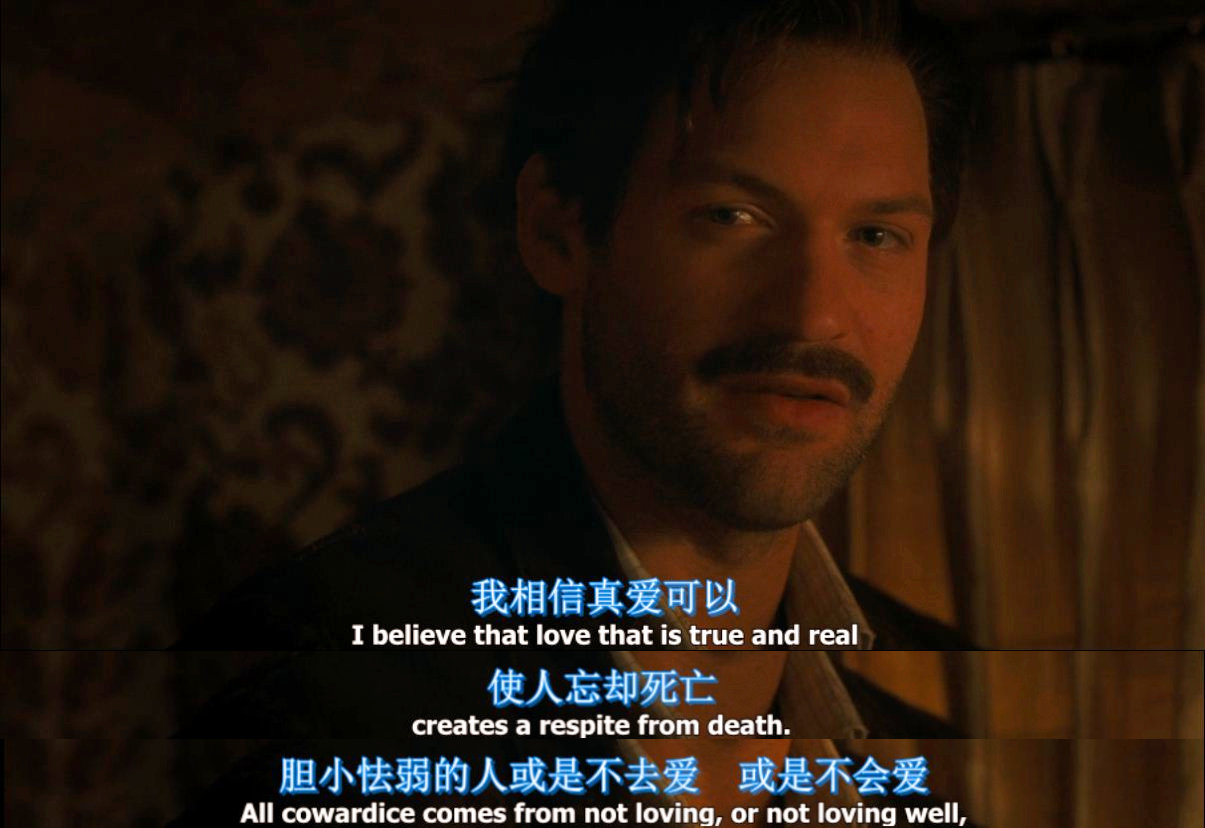 我相信真爱可以
I believe that love that is true and real
使人忘却死亡
creates a respite from death.
胆小怯弱的人或是不去爱　或是不会爱
All cowardice comes from not loving, or not loving well,